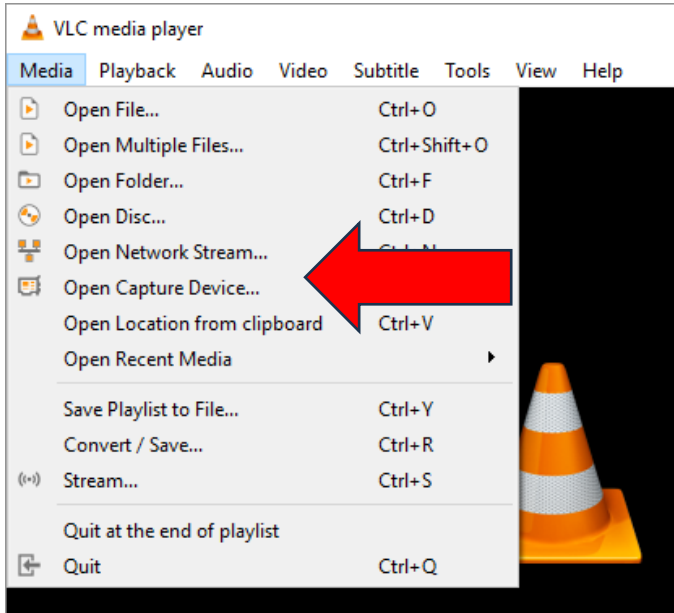 VLC media player
Media Playback Audio Video Subtitle Tools View Help
Open File... Ctrl+O
Open Multiple Files... Ctrl+Shift+O
Open Folder... Ctrl+F
Open Disc... Ctrl+D
Open Network Stream...
Open Capture Device...
Open Location from clipboard Ctrl+V
Open Recent Media
Save Playlist to File... Ctrl+Y
Convert / Save... Ctrl+R
Stream... Ctrl+S
Quit at the end of playlist
Quit Ctrl+Q